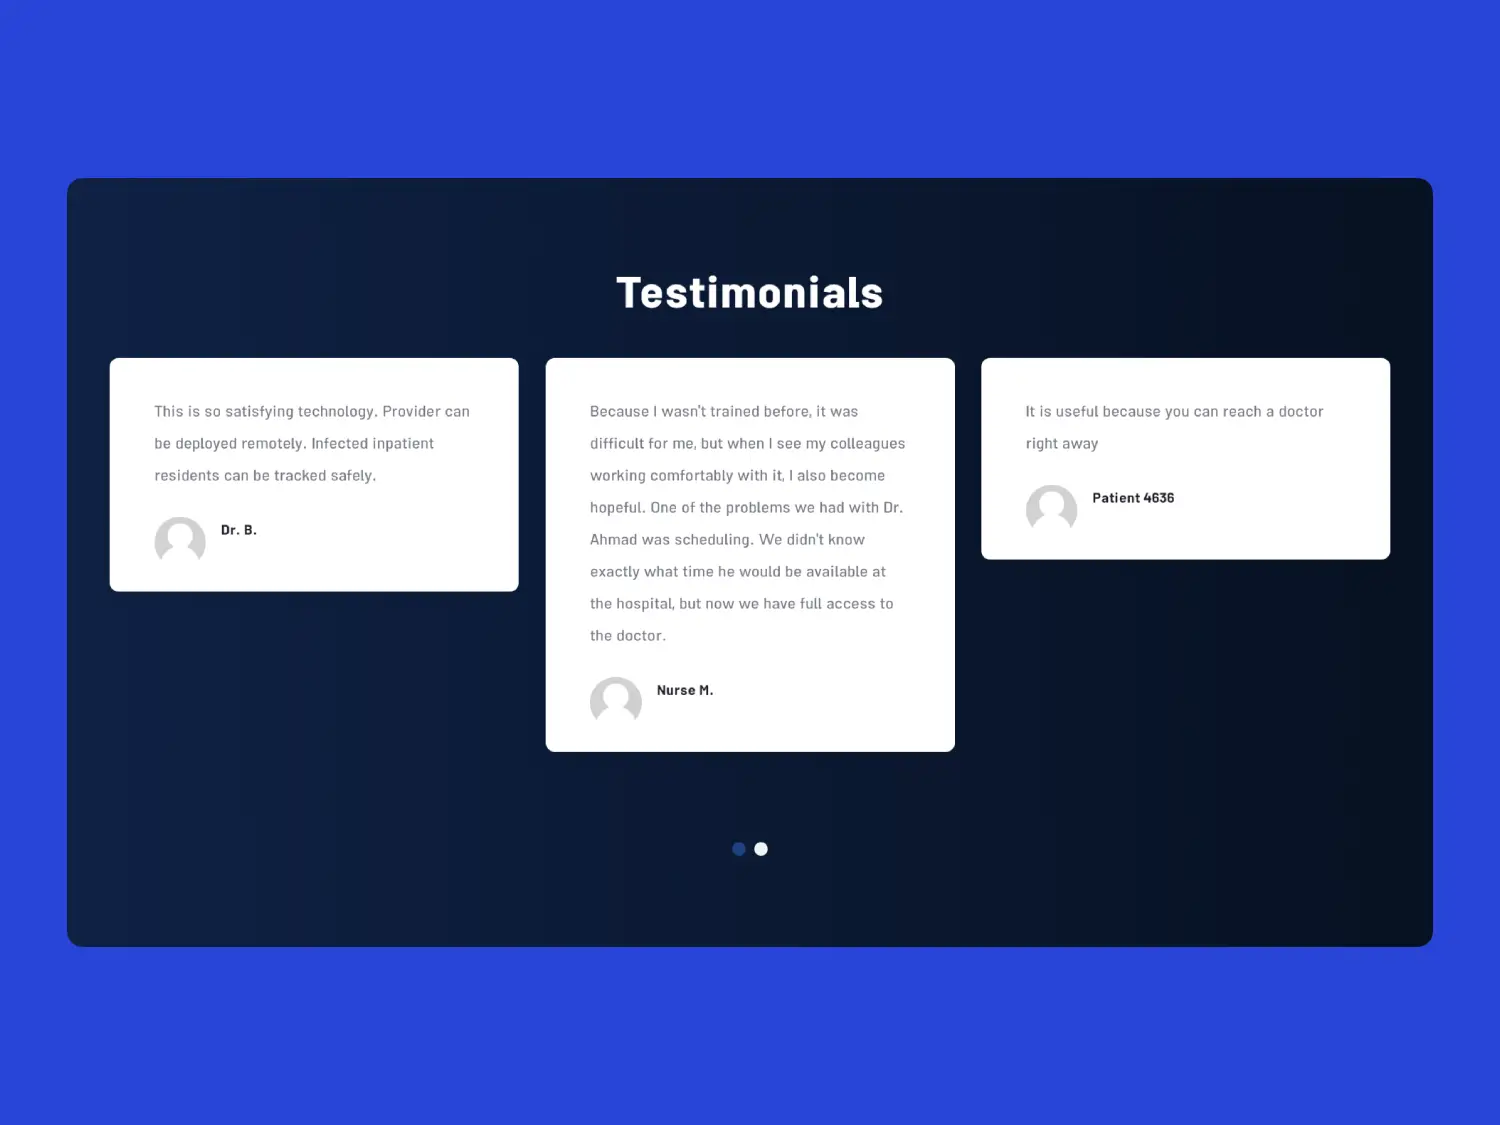 Testimonials
This is so satisfying technology. Provider can
be deployed remotely. Infected inpatient
residents can be tracked safely.
Dr. B.
Because I wasn't trained before, it was
difficult for me, but when I see my colleagues
working comfortably with it, I also become
hopeful. One of the problems we had with Dr.
Ahmad was scheduling. We didn't know
exactly what time he would be available at
the hospital, but now we have full access to
the doctor.
Nurse M.
It is useful because you can reach a doctor
right away
Patient 4636